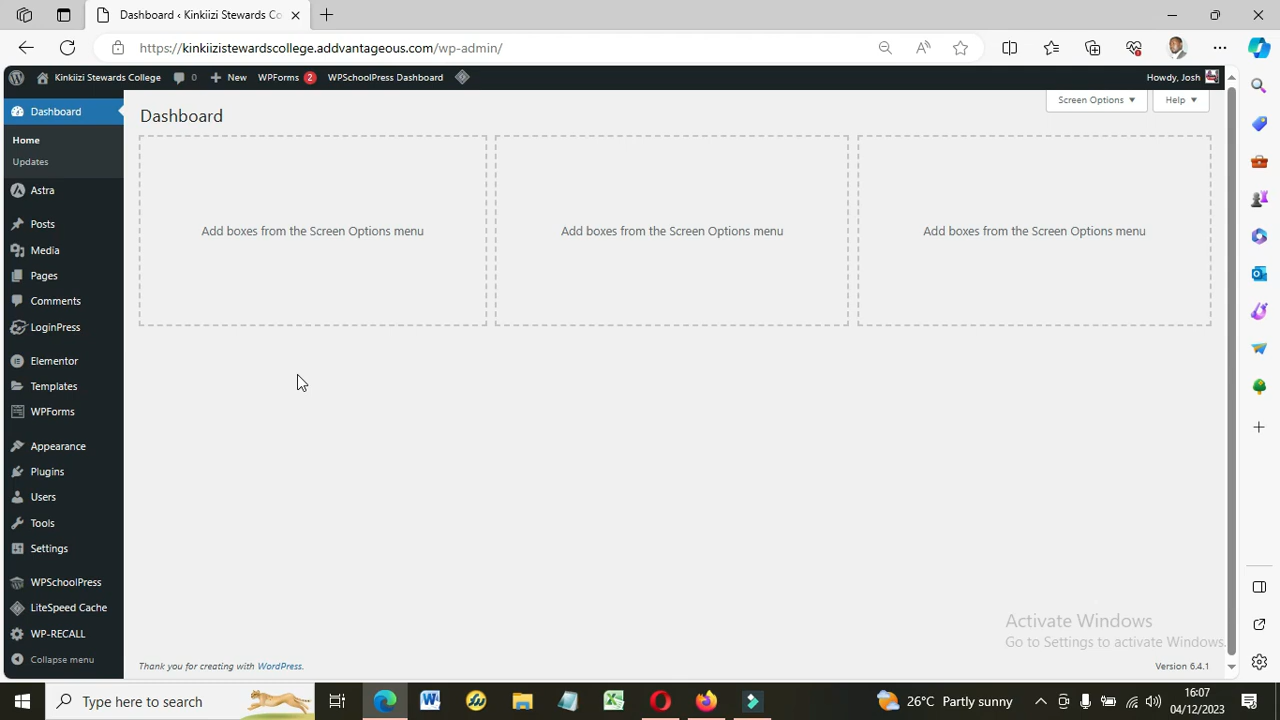 Dashboard ‹ Kinkiizi Stewards Co
https://kinkiizistewardscollege.addvantageous.com/wp-admin/
Kinkiizi Stewards College 0 New WPForms 2 WPSchoolPress Dashboard Howdy, Josh
Screen Options ▼ Help ▼
Dashboard
Dashboard
Home
Updates
Astra
Posts
Media
Pages
Comments
LoginPress
Elementor
Templates
WPForms
Appearance
Plugins
Users
Tools
Settings
WPSchoolPress
LiteSpeed Cache
WP-RECALL
Collapse menu
Add boxes from the Screen Options menu
Add boxes from the Screen Options menu
Add boxes from the Screen Options menu
Activate Windows
Go to Settings to activate Windows.
Thank you for creating with WordPress. Version 6.4.1
Type here to search
26°C Partly sunny
16:07
04/12/2023